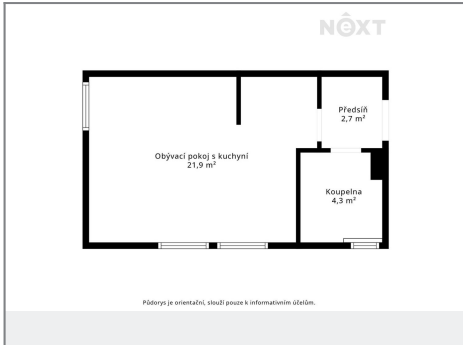 NEXT
Předsíň
2,7 m²
Obývací pokoj s kuchyní
21,9 m²
Koupelna
4,3 m²
Půdorys je orientační, slouží pouze k informativním účelům.